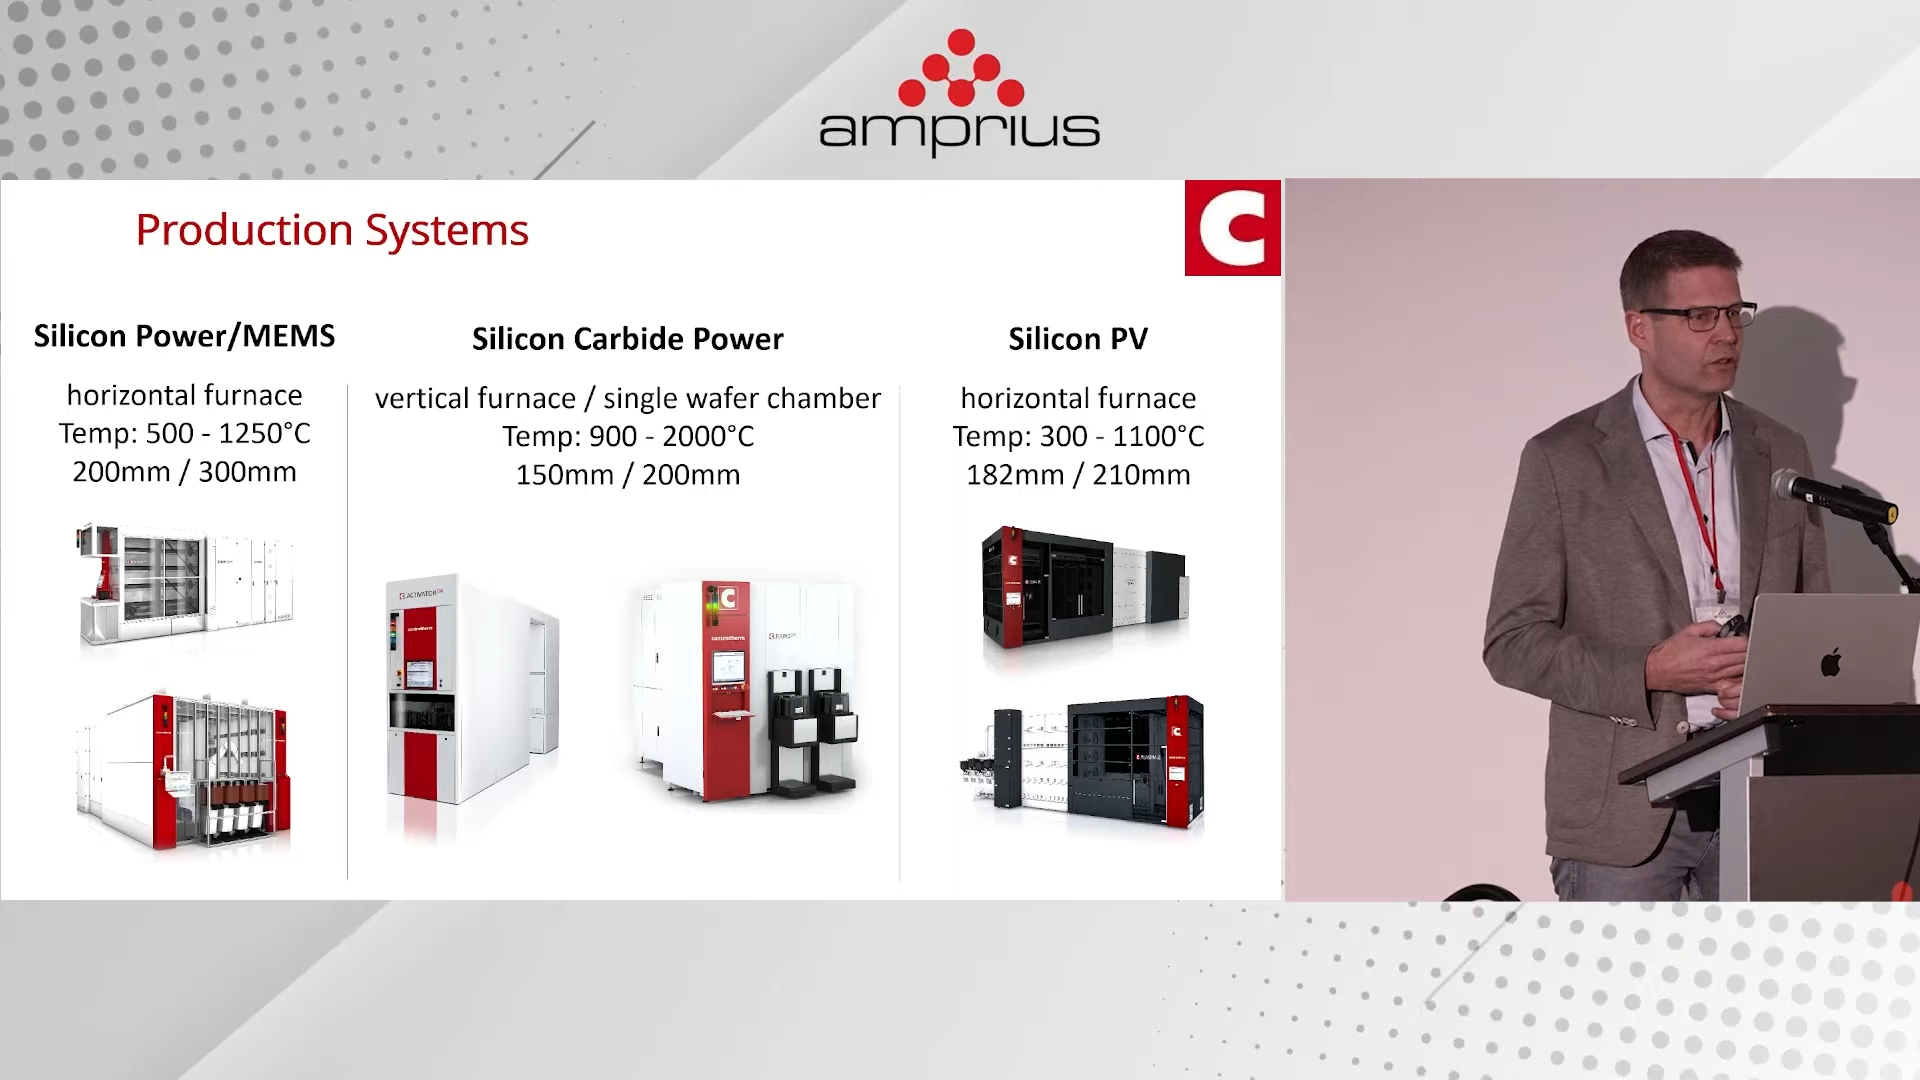 amprius
Production Systems
C
Silicon Power/MEMS
horizontal furnace
Temp: 500 - 1250°C
200mm / 300mm
Silicon Carbide Power
vertical furnace / single wafer chamber
Temp: 900 - 2000°C
150mm / 200mm
Silicon PV
horizontal furnace
Temp: 300 - 1100°C
182mm / 210mm
C.ACTIVATOR
centrotherm
C
centrotherm
C
C